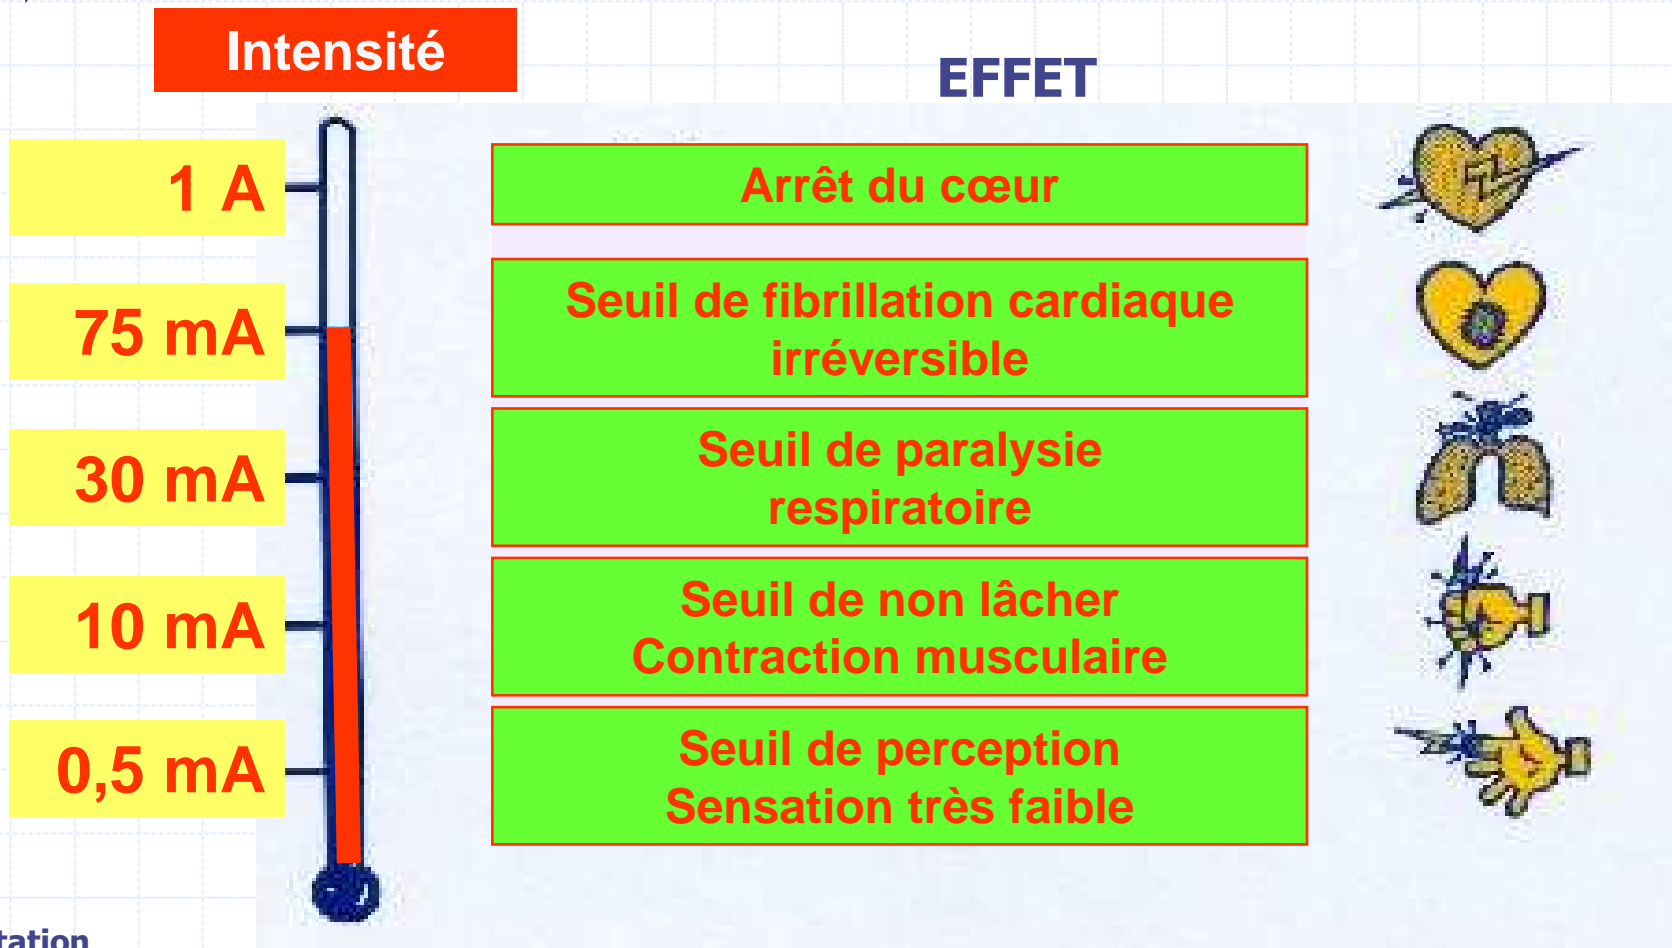 Intensité
EFFET
1 A
Arrêt du cœur
75 mA
Seuil de fibrillation cardiaque
irréversible
30 mA
Seuil de paralysie
respiratoire
10 mA
Seuil de non lâcher
Contraction musculaire
0,5 mA
Seuil de perception
Sensation très faible
tation